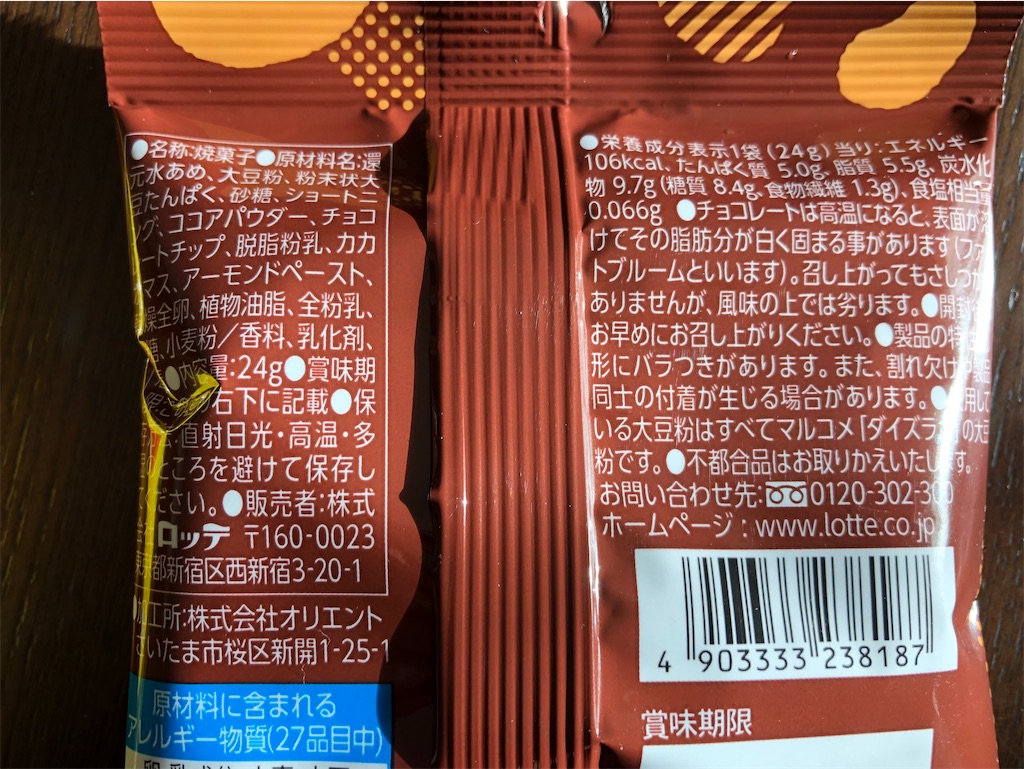 ●名称:焼菓子●原材料名:還
元水あめ、大豆粉、粉末状大
豆たんぱく、砂糖、ショートニ
ング、ココアパウダー、チョコ
ートチップ、脱脂粉乳、カカ
マス、アーモンドペースト、
燥全卵、植物油脂、全粉乳、
糖、小麦粉／香料、乳化剤、
●内容量:24g●賞味期
右下に記載●保
直射日光・高温・多
のところを避けて保存し
ださい。●販売者:株式
ロッテ 〒160-0023
東京都新宿区西新宿3-20-1
加工所:株式会社オリエント
さいたま市桜区新開1-25-1
原材料に含まれる
アレルギー物質(27品目中)
●栄養成分表示1袋(24g)当り:エネルギー
106kcal、たんぱく質 5.0g、脂質 5.5g、炭水化
物 9.7g(糖質 8.4g、食物繊維 1.3g)、食塩相当量
0.066g ●チョコレートは高温になると、表面が溶
けてその脂肪分が白く固まる事があります(ファ
トブルームといいます)。召し上がってもさしつか
ありませんが、風味の上では劣ります。●開封後
お早めにお召し上がりください。●製品の特性
形にバラつきがあります。また、割れ欠けや製品
同士の付着が生じる場合があります。●使用して
いる大豆粉はすべてマルコメ「ダイズラボ」の大豆
粉です。●不都合品はお取りかえいたします。
お問い合わせ先:0120-302-300
ホームページ：www.lotte.co.jp
4 903333 238187
賞味期限